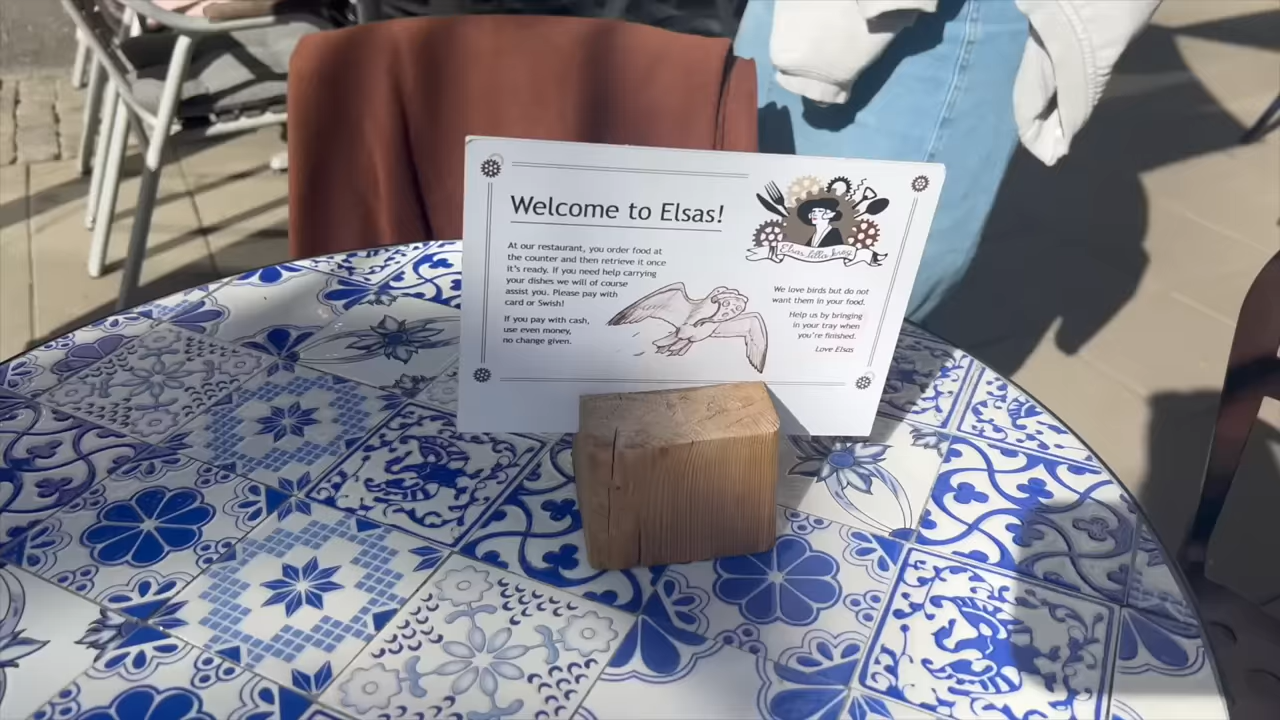 Welcome to Elsas!
At our restaurant, you order food at
the counter and then retrieve it once
it's ready. If you need help carrying
your dishes we will of course
assist you. Please pay with
card or Swish!
If you pay with cash,
use even money,
no change given.
Elsas lilla
We love birds but do not
want them in your food.
Help us by bringing
in your tray when
you're finished.
Love Elsas